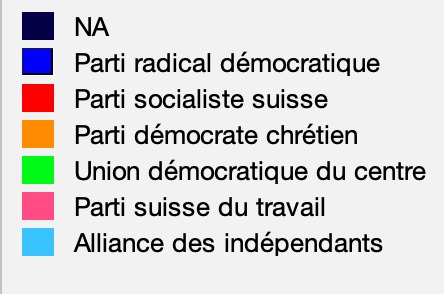 NA
Parti radical démocratique
Parti socialiste suisse
Parti démocrate chrétien
Union démocratique du centre
Parti suisse du travail
Alliance des indépendants